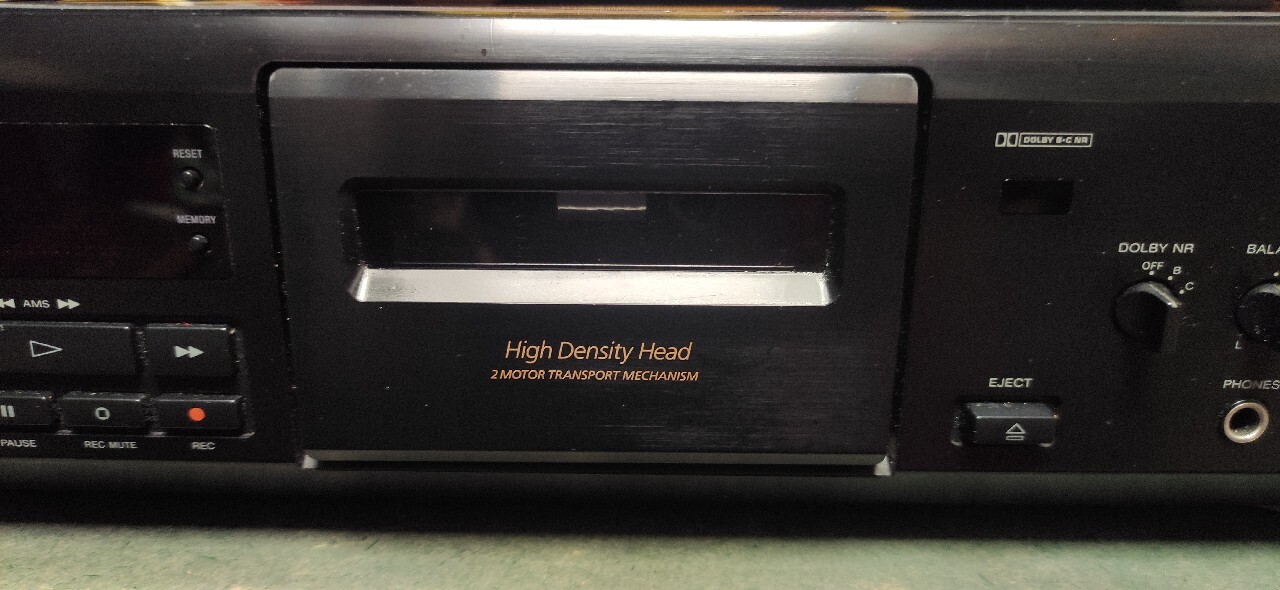 RESET
MEMORY
AMS
PAUSE
REC MUTE
REC
High Density Head
2 MOTOR TRANSPORT MECHANISM
DOLBY B-C NR
DOLBY NR
OFF
B
C
BALA
L
EJECT
PHONES